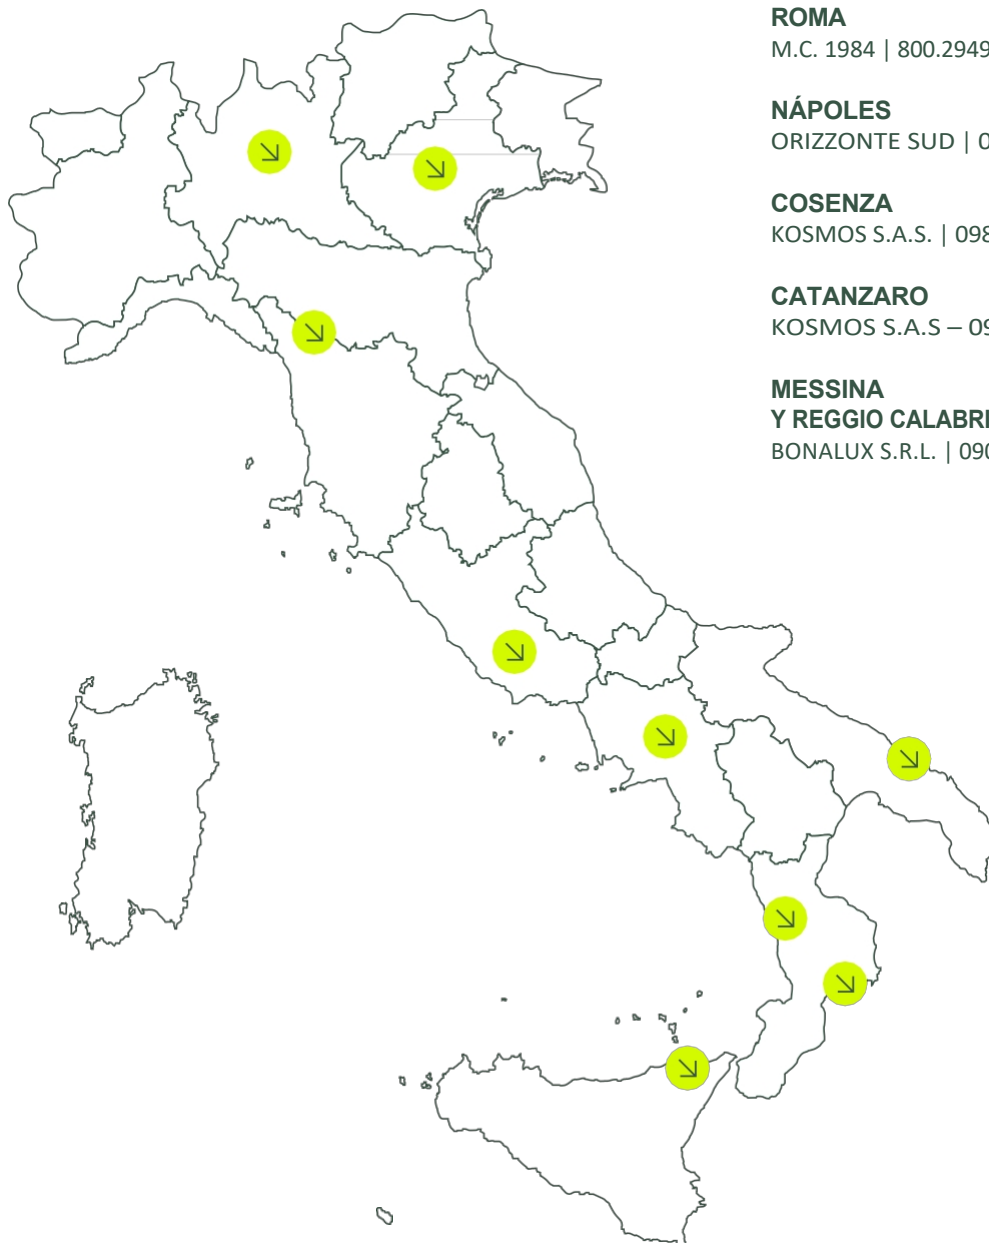 ROMA
M.C. 1984 | 800.2949
NÁPOLES
ORIZZONTE SUD | 0
COSENZA
KOSMOS S.A.S. | 098
CATANZARO
KOSMOS S.A.S – 09
MESSINA
Y REGGIO CALABRI
BONALUX S.R.L. | 090